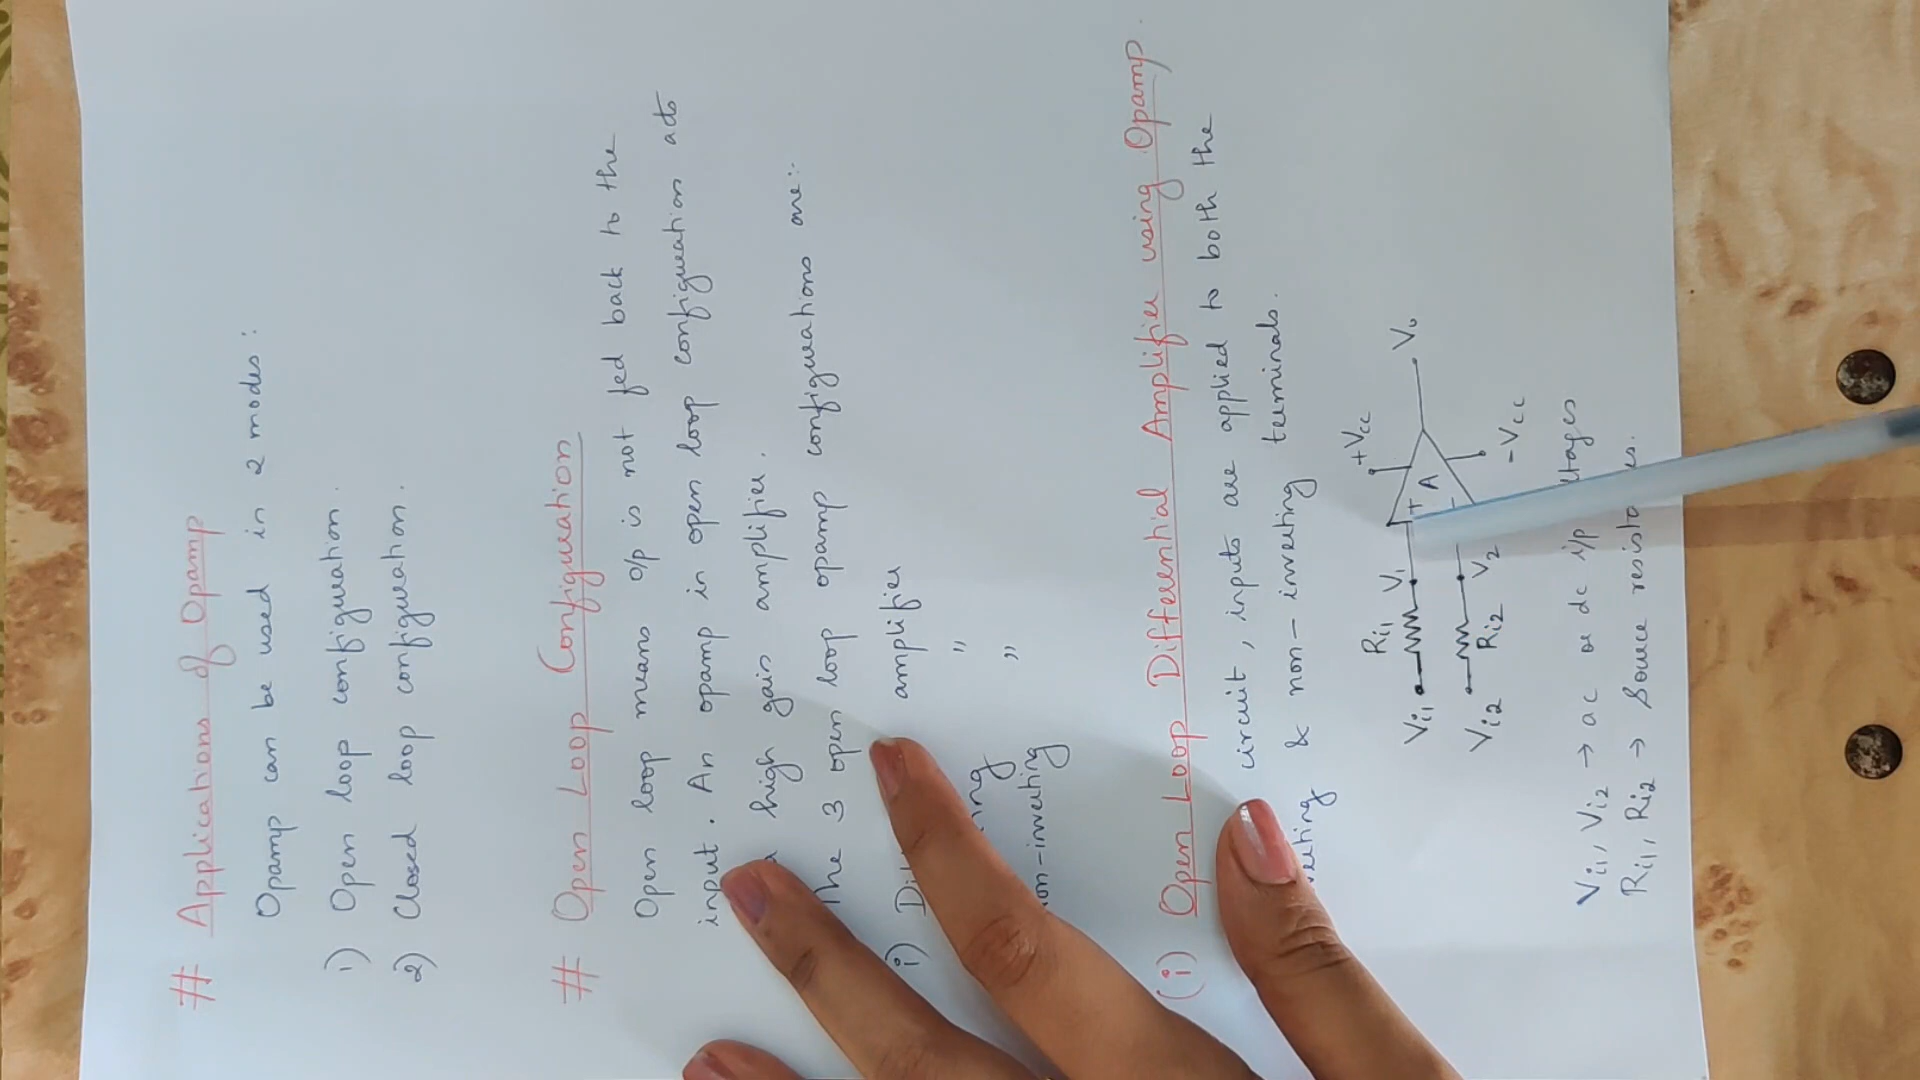 # Applications of Opamp
Opamp can be used in 2 modes:
1) Open loop configuration.
2) Closed loop configuration.
# Open Loop Configuration
Open loop means o/p is not fed back to the
input. An opamp in open loop configuration acts
a high gain amplifier.
The 3 open loop opamp configurations are:-
i) amplifier
"
non-inverting "
(i) Open Loop Differential Amplifier using Opamp.
circuit, inputs are applied to both the
& non-inverting terminals.
+Vcc
Ri1 V1
Vi1 + A Vo
Vi2 Ri2 V2 -
-Vcc
Vi1, Vi2 → ac or dc i/p
Ri1, Ri2 → Source